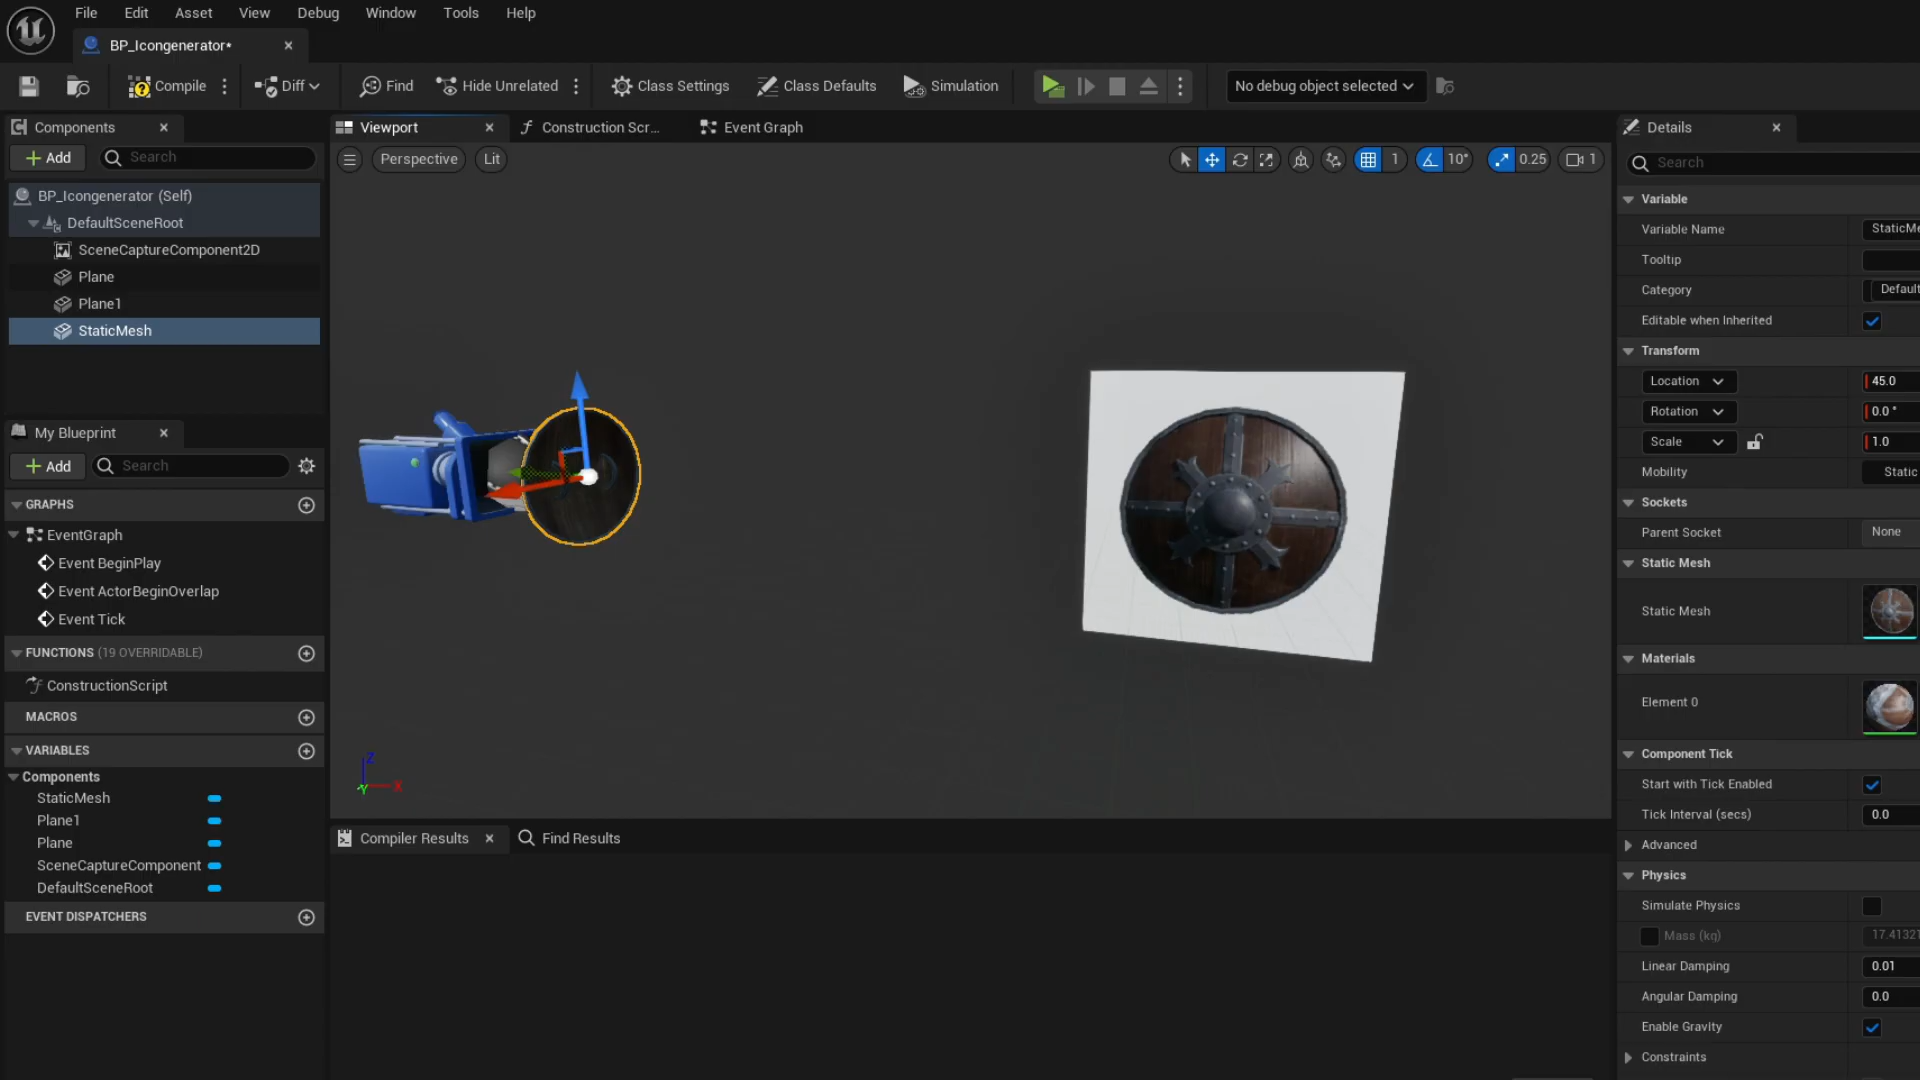 File Edit Asset View Debug Window Tools Help
BP_Icongenerator*
Compile Diff Find Hide Unrelated Class Settings Class Defaults Simulation No debug object selected
Components
Add Search
BP_Icongenerator (Self)
DefaultSceneRoot
SceneCaptureComponent2D
Plane
Plane1
StaticMesh
My Blueprint
Add Search
GRAPHS
EventGraph
Event BeginPlay
Event ActorBeginOverlap
Event Tick
FUNCTIONS (19 OVERRIDABLE)
ConstructionScript
MACROS
VARIABLES
Components
StaticMesh
Plane1
Plane
SceneCaptureComponent
DefaultSceneRoot
EVENT DISPATCHERS
Viewport Construction Scr... Event Graph
Perspective Lit 1 10° 0.25 1
Z
X
Y
Compiler Results Find Results
Details
Search
Variable
Variable Name StaticMe
Tooltip
Category Default
Editable when Inherited
Transform
Location 45.0
Rotation 0.0 °
Scale 1.0
Mobility Static
Sockets
Parent Socket None
Static Mesh
Static Mesh
Materials
Element 0
Component Tick
Start with Tick Enabled
Tick Interval (secs) 0.0
Advanced
Physics
Simulate Physics
Mass (kg) 17.41321
Linear Damping 0.01
Angular Damping 0.0
Enable Gravity
Constraints